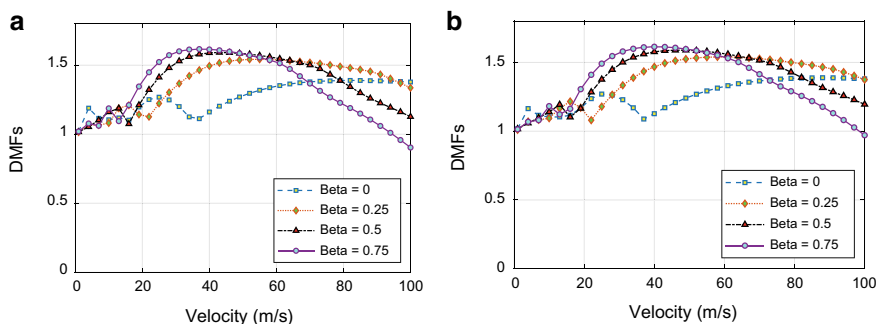 a
DMFs
1.5
1
0.5
0
0
20
40
60
80
100
Velocity (m/s)
Beta = 0
Beta = 0.25
Beta = 0.5
Beta = 0.75
b
DMFs
1.5
1
0.5
0
0
20
40
60
80
100
Velocity (m/s)
Beta = 0
Beta = 0.25
Beta = 0.5
Beta = 0.75